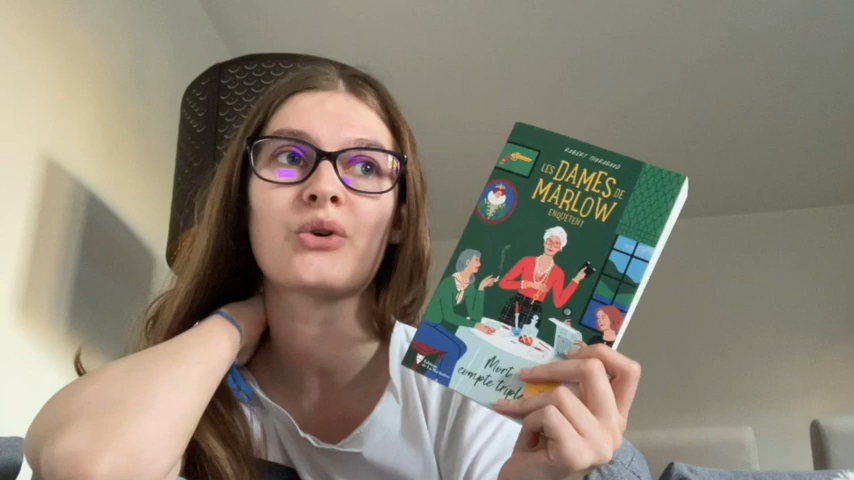 ROBERT THOROGOOD
LES DAMES DE
MARLOW
ENQUÊTENT
Mort
compte triple